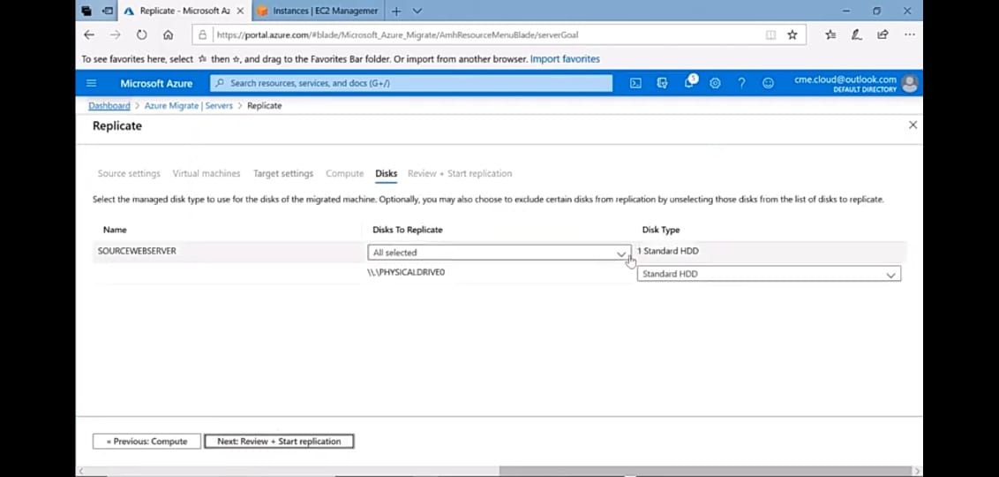 Replicate - Microsoft Az
Instances | EC2 Managemer
https://portal.azure.com/#blade/Microsoft_Azure_Migrate/AmhResourceMenuBlade/serverGoal
To see favorites here, select ☆ then ☆, and drag to the Favorites Bar folder. Or import from another browser. Import favorites
Microsoft Azure
Search resources, services, and docs (G+/)
5
cme.cloud@outlook.com
DEFAULT DIRECTORY
Dashboard > Azure Migrate | Servers > Replicate
Replicate
Source settings Virtual machines Target settings Compute Disks Review + Start replication
Select the managed disk type to use for the disks of the migrated machine. Optionally, you may also choose to exclude certain disks from replication by unselecting those disks from the list of disks to replicate.
Name Disks To Replicate Disk Type
SOURCEWEBSERVER All selected 1 Standard HDD
\\.\PHYSICALDRIVE0 Standard HDD
« Previous: Compute Next: Review + Start replication